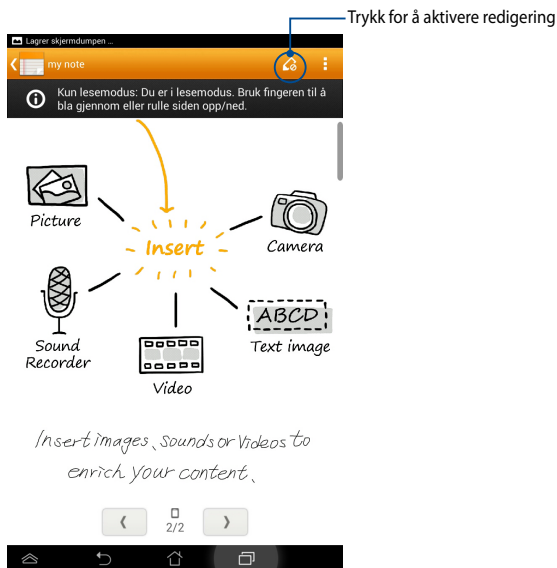 Trykk for å aktivere redigering
Lagrer skjermdumpen ...
my note
Kun lesemodus: Du er i lesemodus. Bruk fingeren til å
bla gjennom eller rulle siden opp/ned.
Picture
Insert
Camera
Sound
Recorder
ABCD
Text image
Video
Insert images、Sounds or Videos to
enrich your content、
2/2